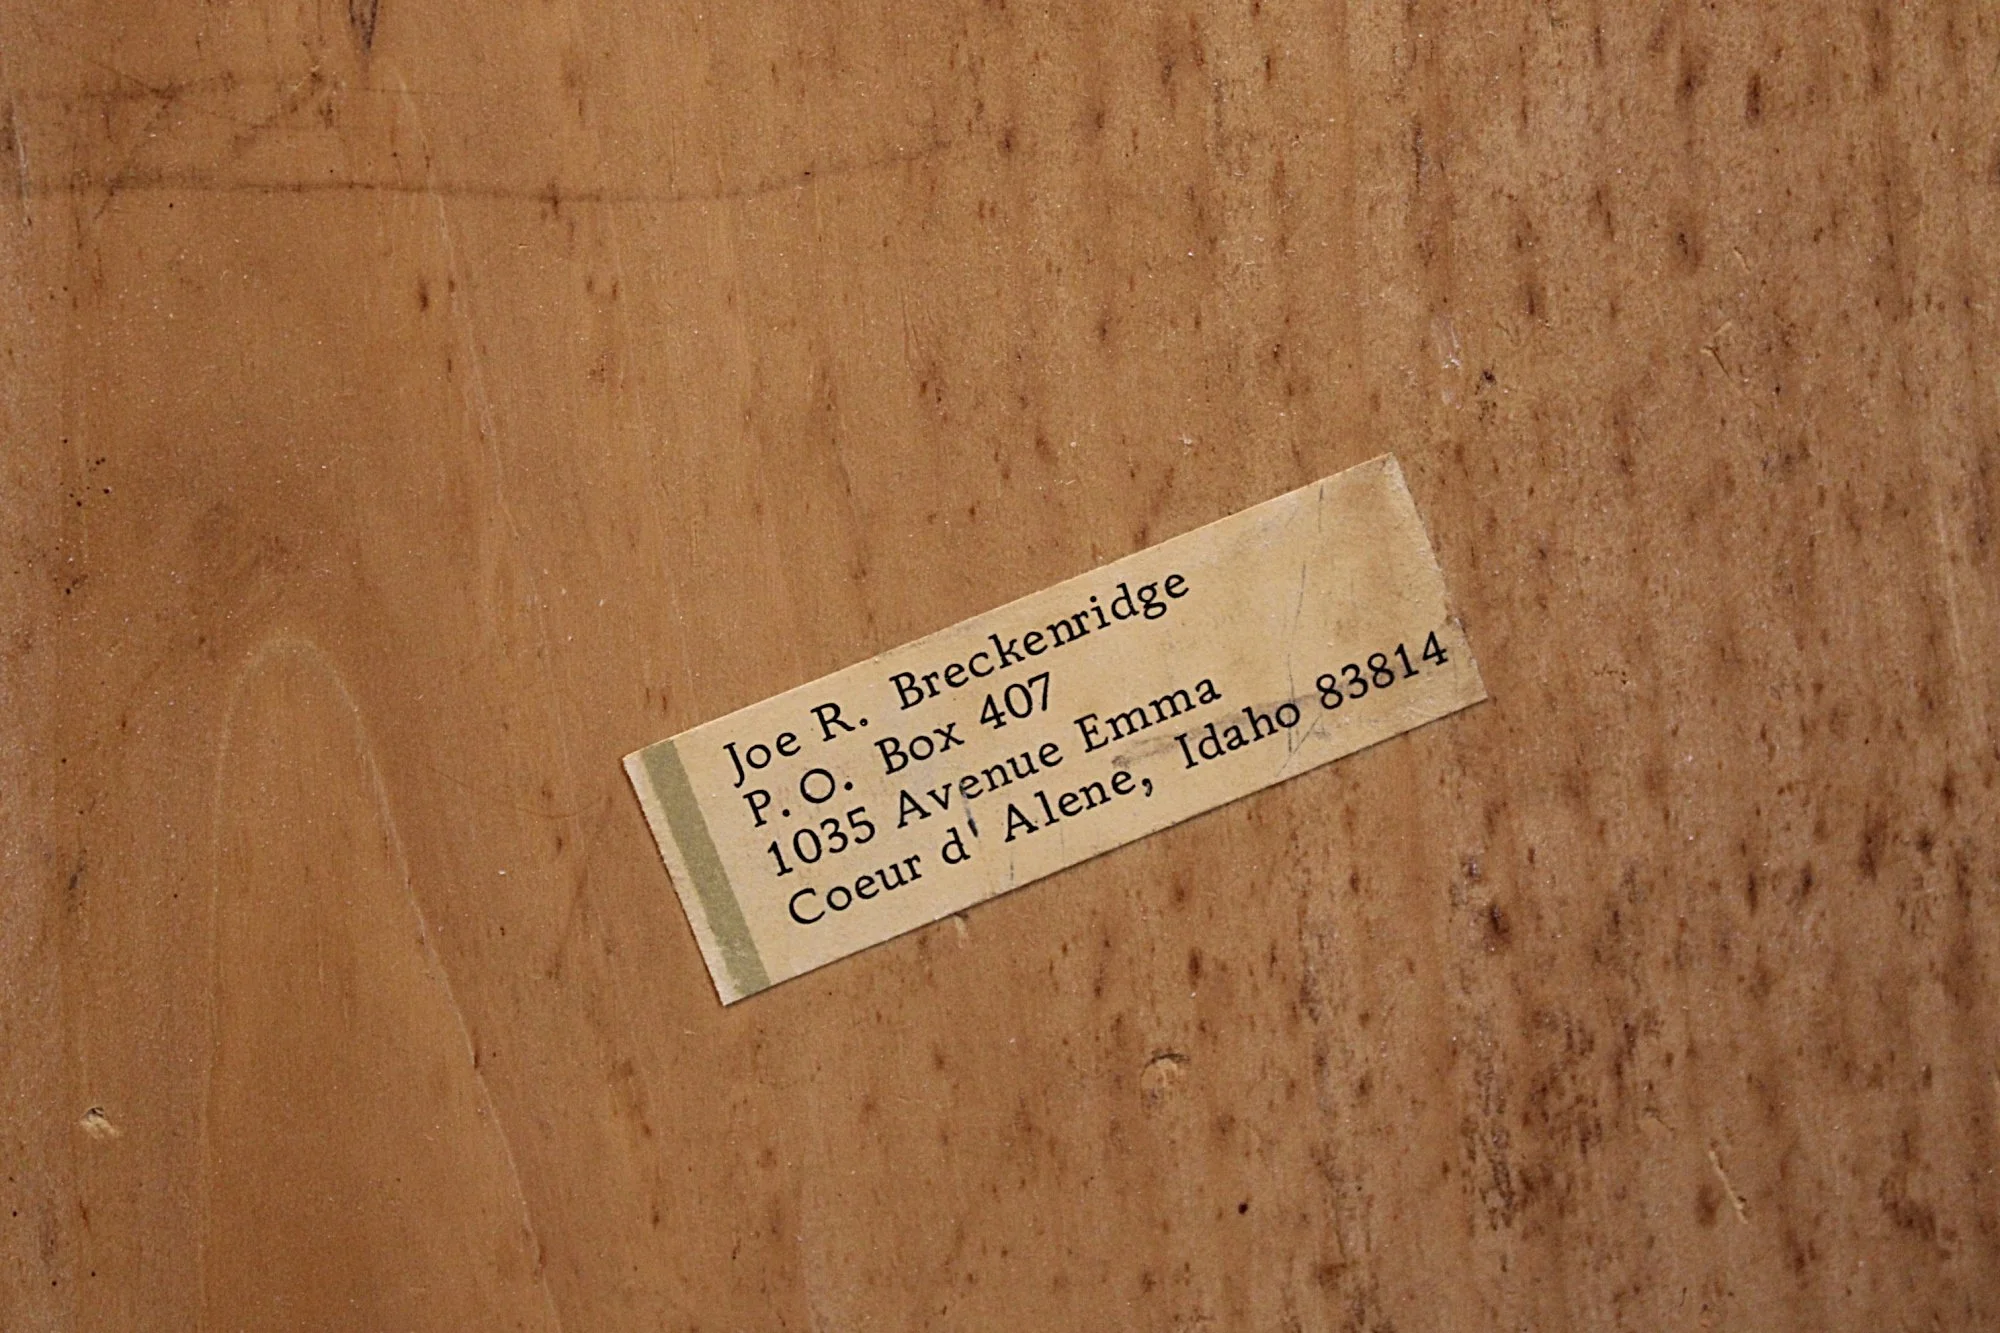 Joe R. Breckenridge
P.O. Box 407
1035 Avenue Emma
Coeur d' Alene, Idaho 83814